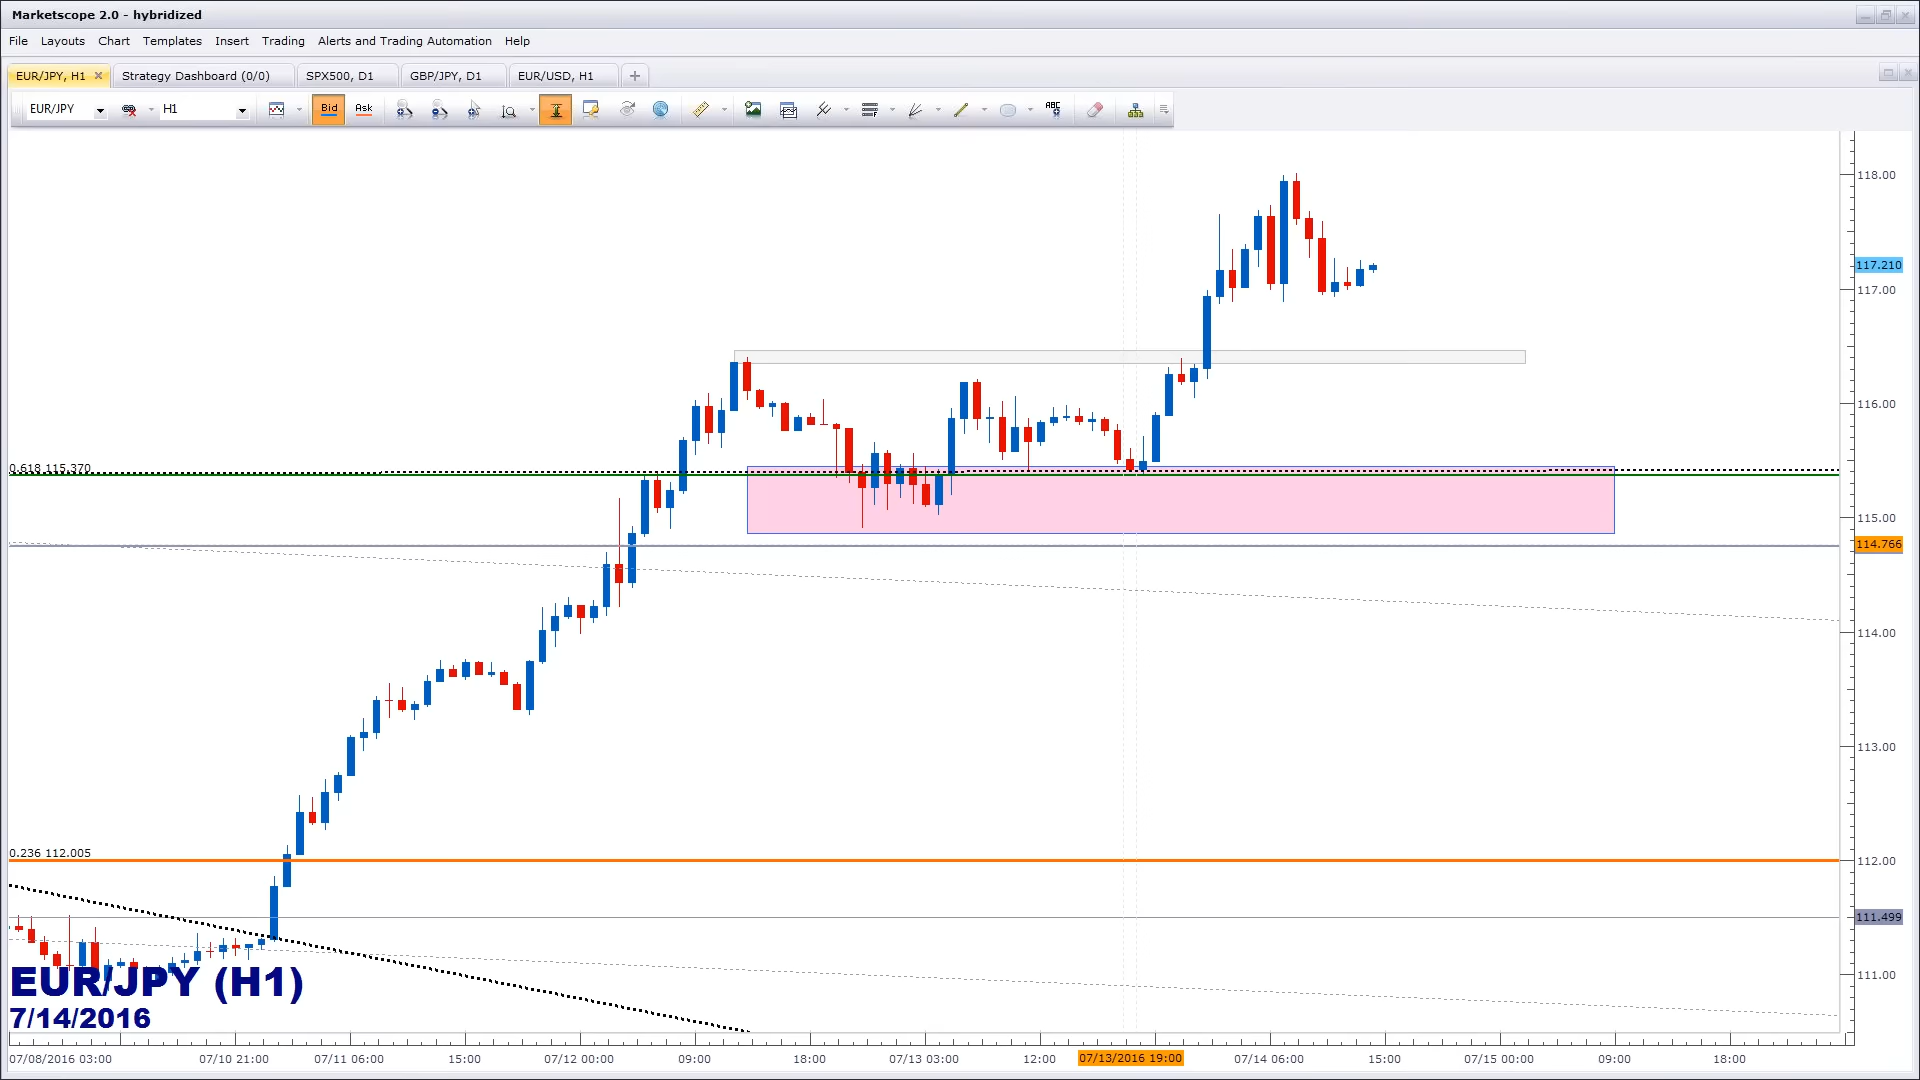 Marketscope 2.0 - hybridized
File Layouts Chart Templates Insert Trading Alerts and Trading Automation Help
EUR/JPY, H1 Strategy Dashboard (0/0) SPX500, D1 GBP/JPY, D1 EUR/USD, H1
EUR/JPY H1 Bid Ask ABC
118.00
117.210
117.00
116.00
0.618 115.370
115.00
114.766
114.00
113.00
0.236 112.005
112.00
111.499
111.00
EUR/JPY (H1)
7/14/2016
07/08/2016 03:00 07/10 21:00 07/11 06:00 15:00 07/12 00:00 09:00 18:00 07/13 03:00 12:00 07/13/2016 19:00 07/14 06:00 15:00 07/15 00:00 09:00 18:00